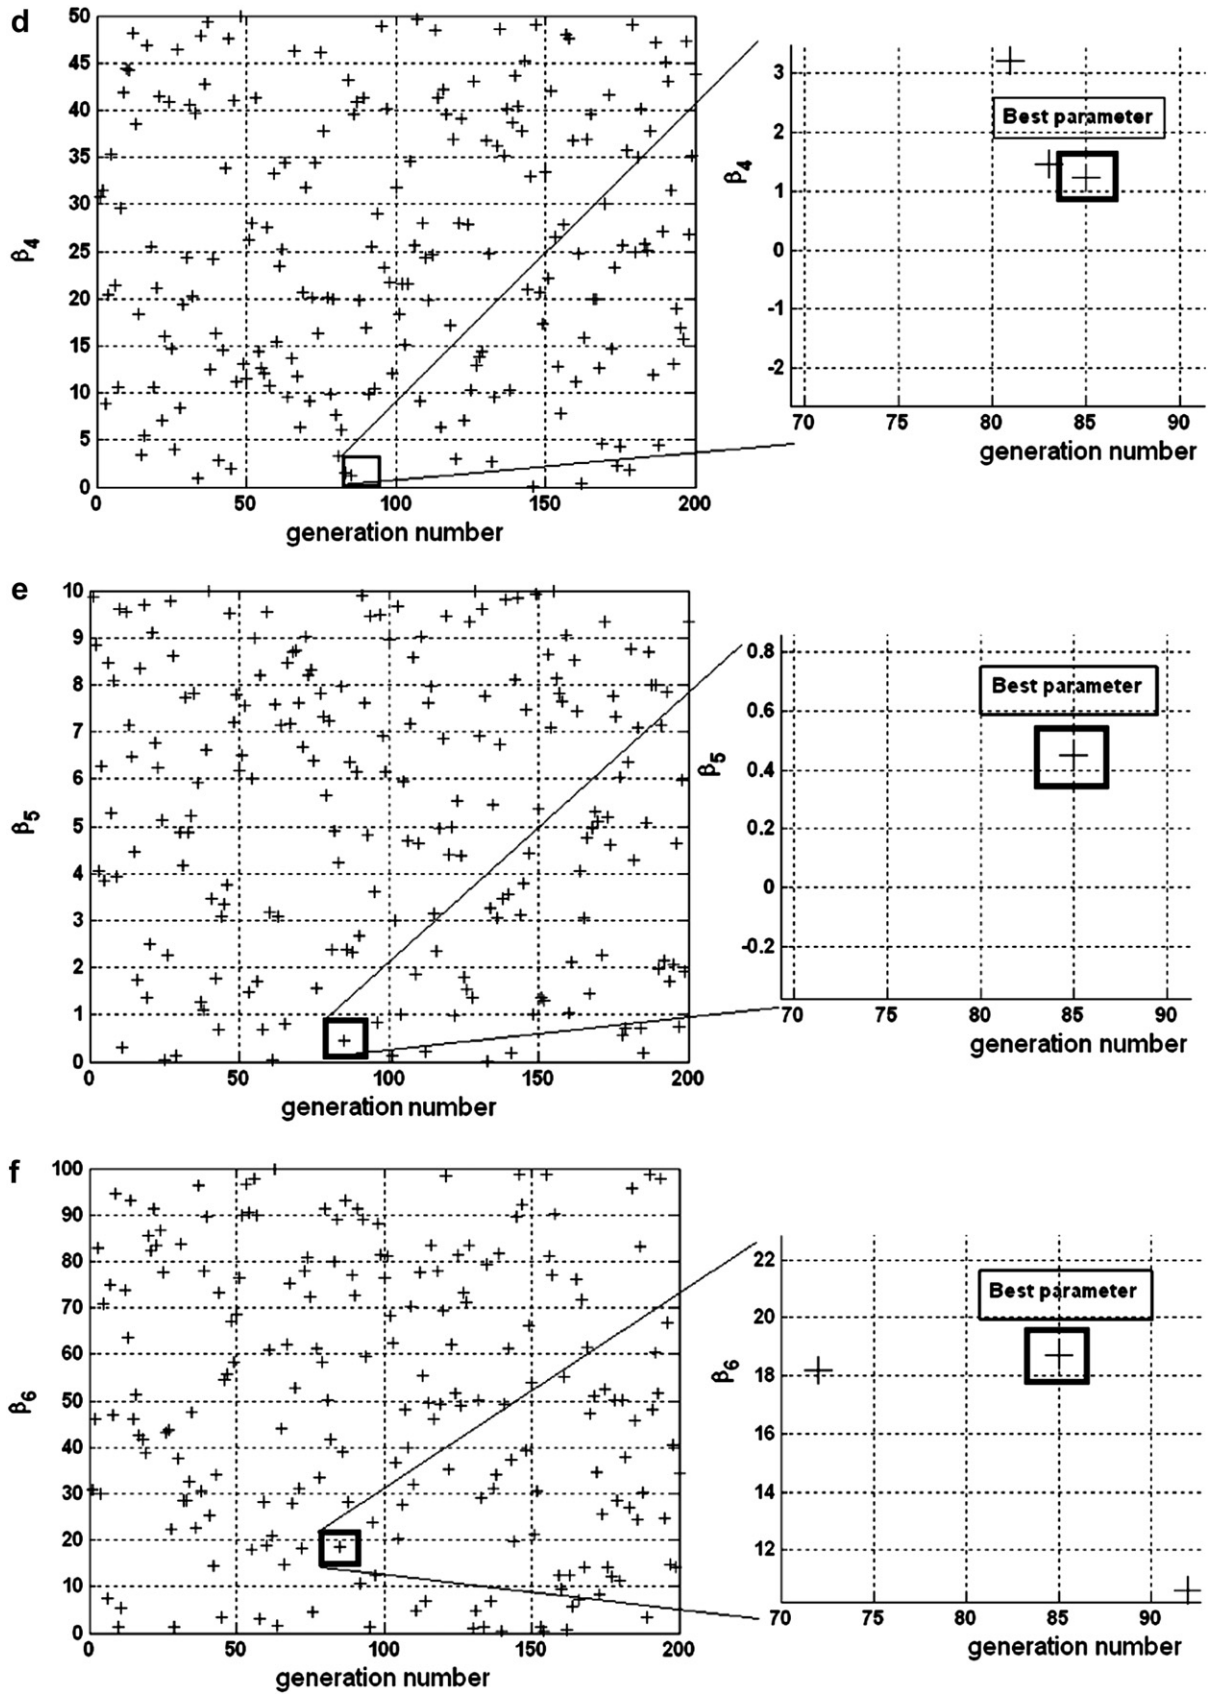 d
50
45
40
35
30
25
20
15
10
5
0
β4
0 50 100 150 200
generation number
3
2
1
0
-1
-2
β4
Best parameter
70 75 80 85 90
generation number
e
10
9
8
7
6
5
4
3
2
1
0
β5
0 50 100 150 200
generation number
0.8
0.6
0.4
0.2
0
-0.2
β5
Best parameter
70 75 80 85 90
generation number
f
100
90
80
70
60
50
40
30
20
10
0
β6
0 50 100 150 200
generation number
22
20
18
16
14
12
β6
Best parameter
70 75 80 85 90
generation number